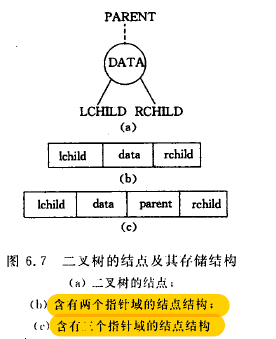 PARENT
DATA
LCHILD RCHILD
(a)
lchild data rchild
(b)
lchild data parent rchild
(c)
图 6.7 二叉树的结点及其存储结构
(a) 二叉树的结点;
(b) 含有两个指针域的结点结构;
(c) 含有三个指针域的结点结构